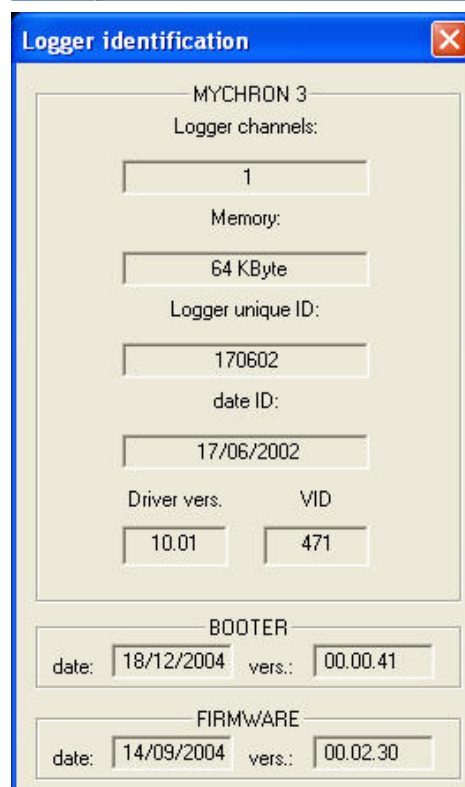 Logger identification
MYCHRON 3
Logger channels:
1
Memory:
64 KByte
Logger unique ID:
170602
date ID:
17/06/2002
Driver vers. VID
10.01 471
BOOTER
date: 18/12/2004 vers.: 00.00.41
FIRMWARE
date: 14/09/2004 vers.: 00.02.30